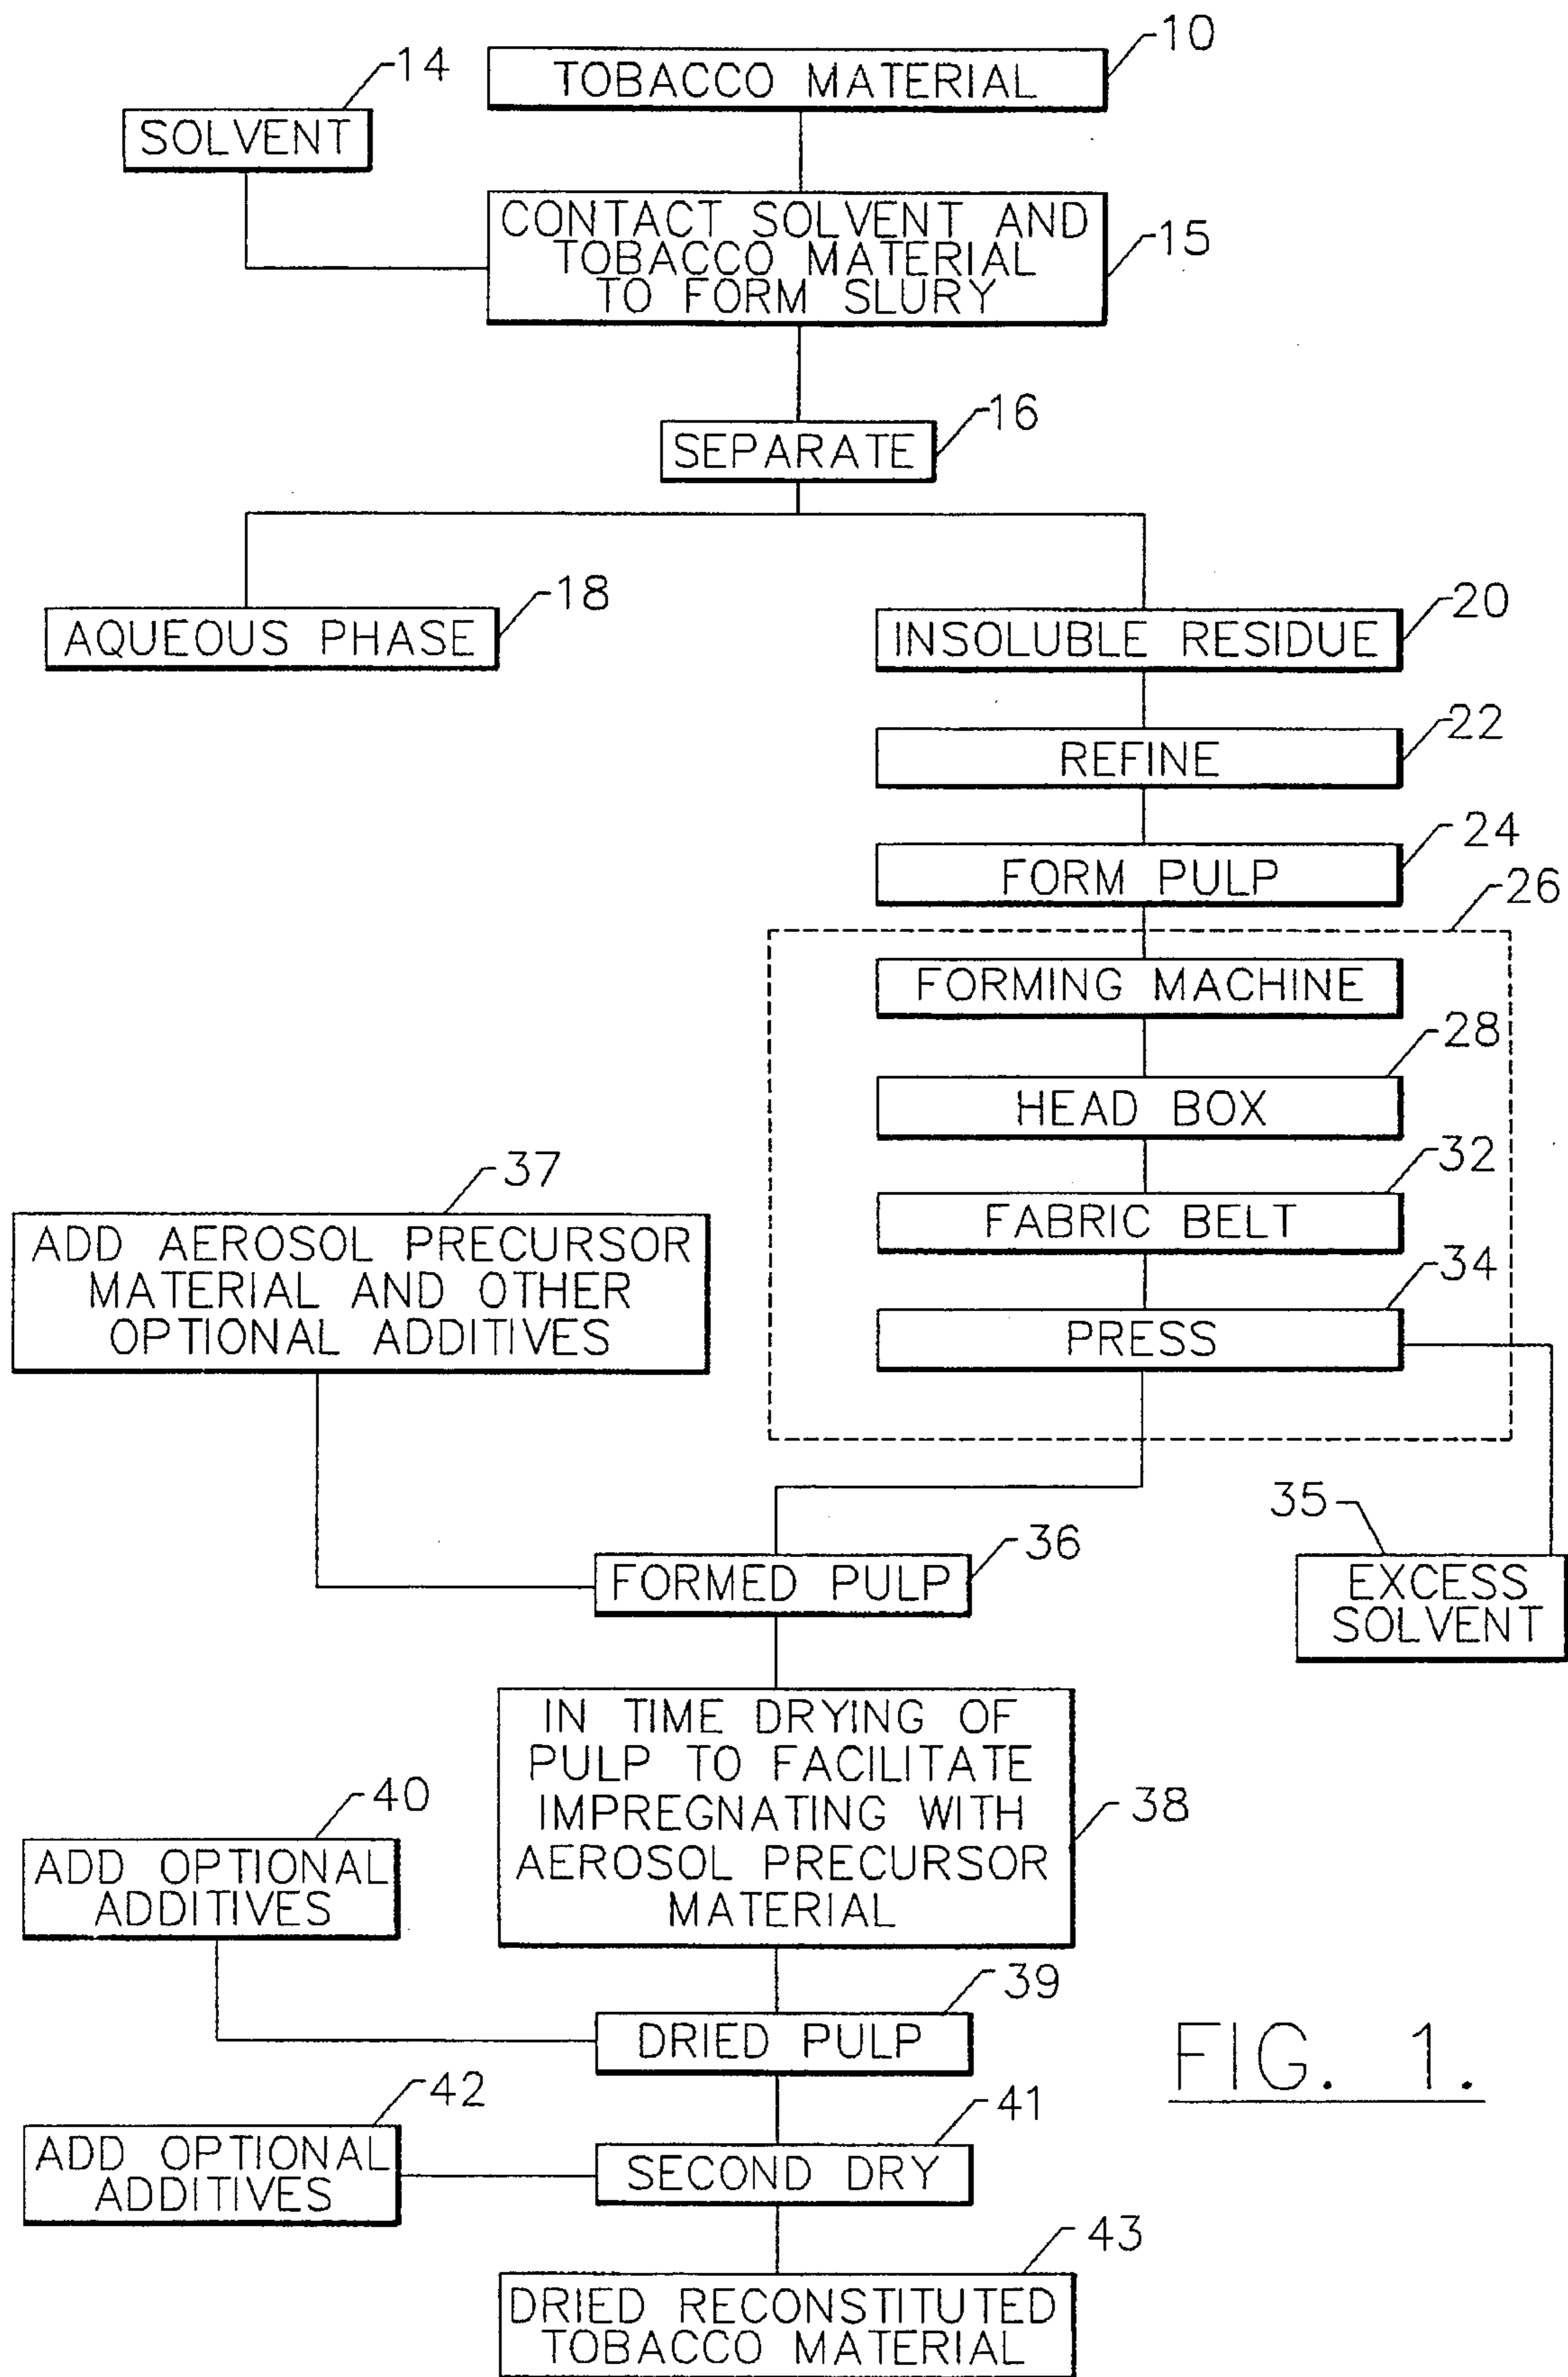 10
TOBACCO MATERIAL
14
SOLVENT
CONTACT SOLVENT AND
TOBACCO MATERIAL
TO FORM SLURY
15
16
SEPARATE
18
AQUEOUS PHASE
20
INSOLUBLE RESIDUE
22
REFINE
24
FORM PULP
26
FORMING MACHINE
28
HEAD BOX
32
FABRIC BELT
34
PRESS
37
ADD AEROSOL PRECURSOR
MATERIAL AND OTHER
OPTIONAL ADDITIVES
35
EXCESS
SOLVENT
36
FORMED PULP
IN TIME DRYING OF
PULP TO FACILITATE
IMPREGNATING WITH
AEROSOL PRECURSOR
MATERIAL
38
40
ADD OPTIONAL
ADDITIVES
39
DRIED PULP
42
ADD OPTIONAL
ADDITIVES
41
SECOND DRY
43
DRIED RECONSTITUTED
TOBACCO MATERIAL
FIG. 1.